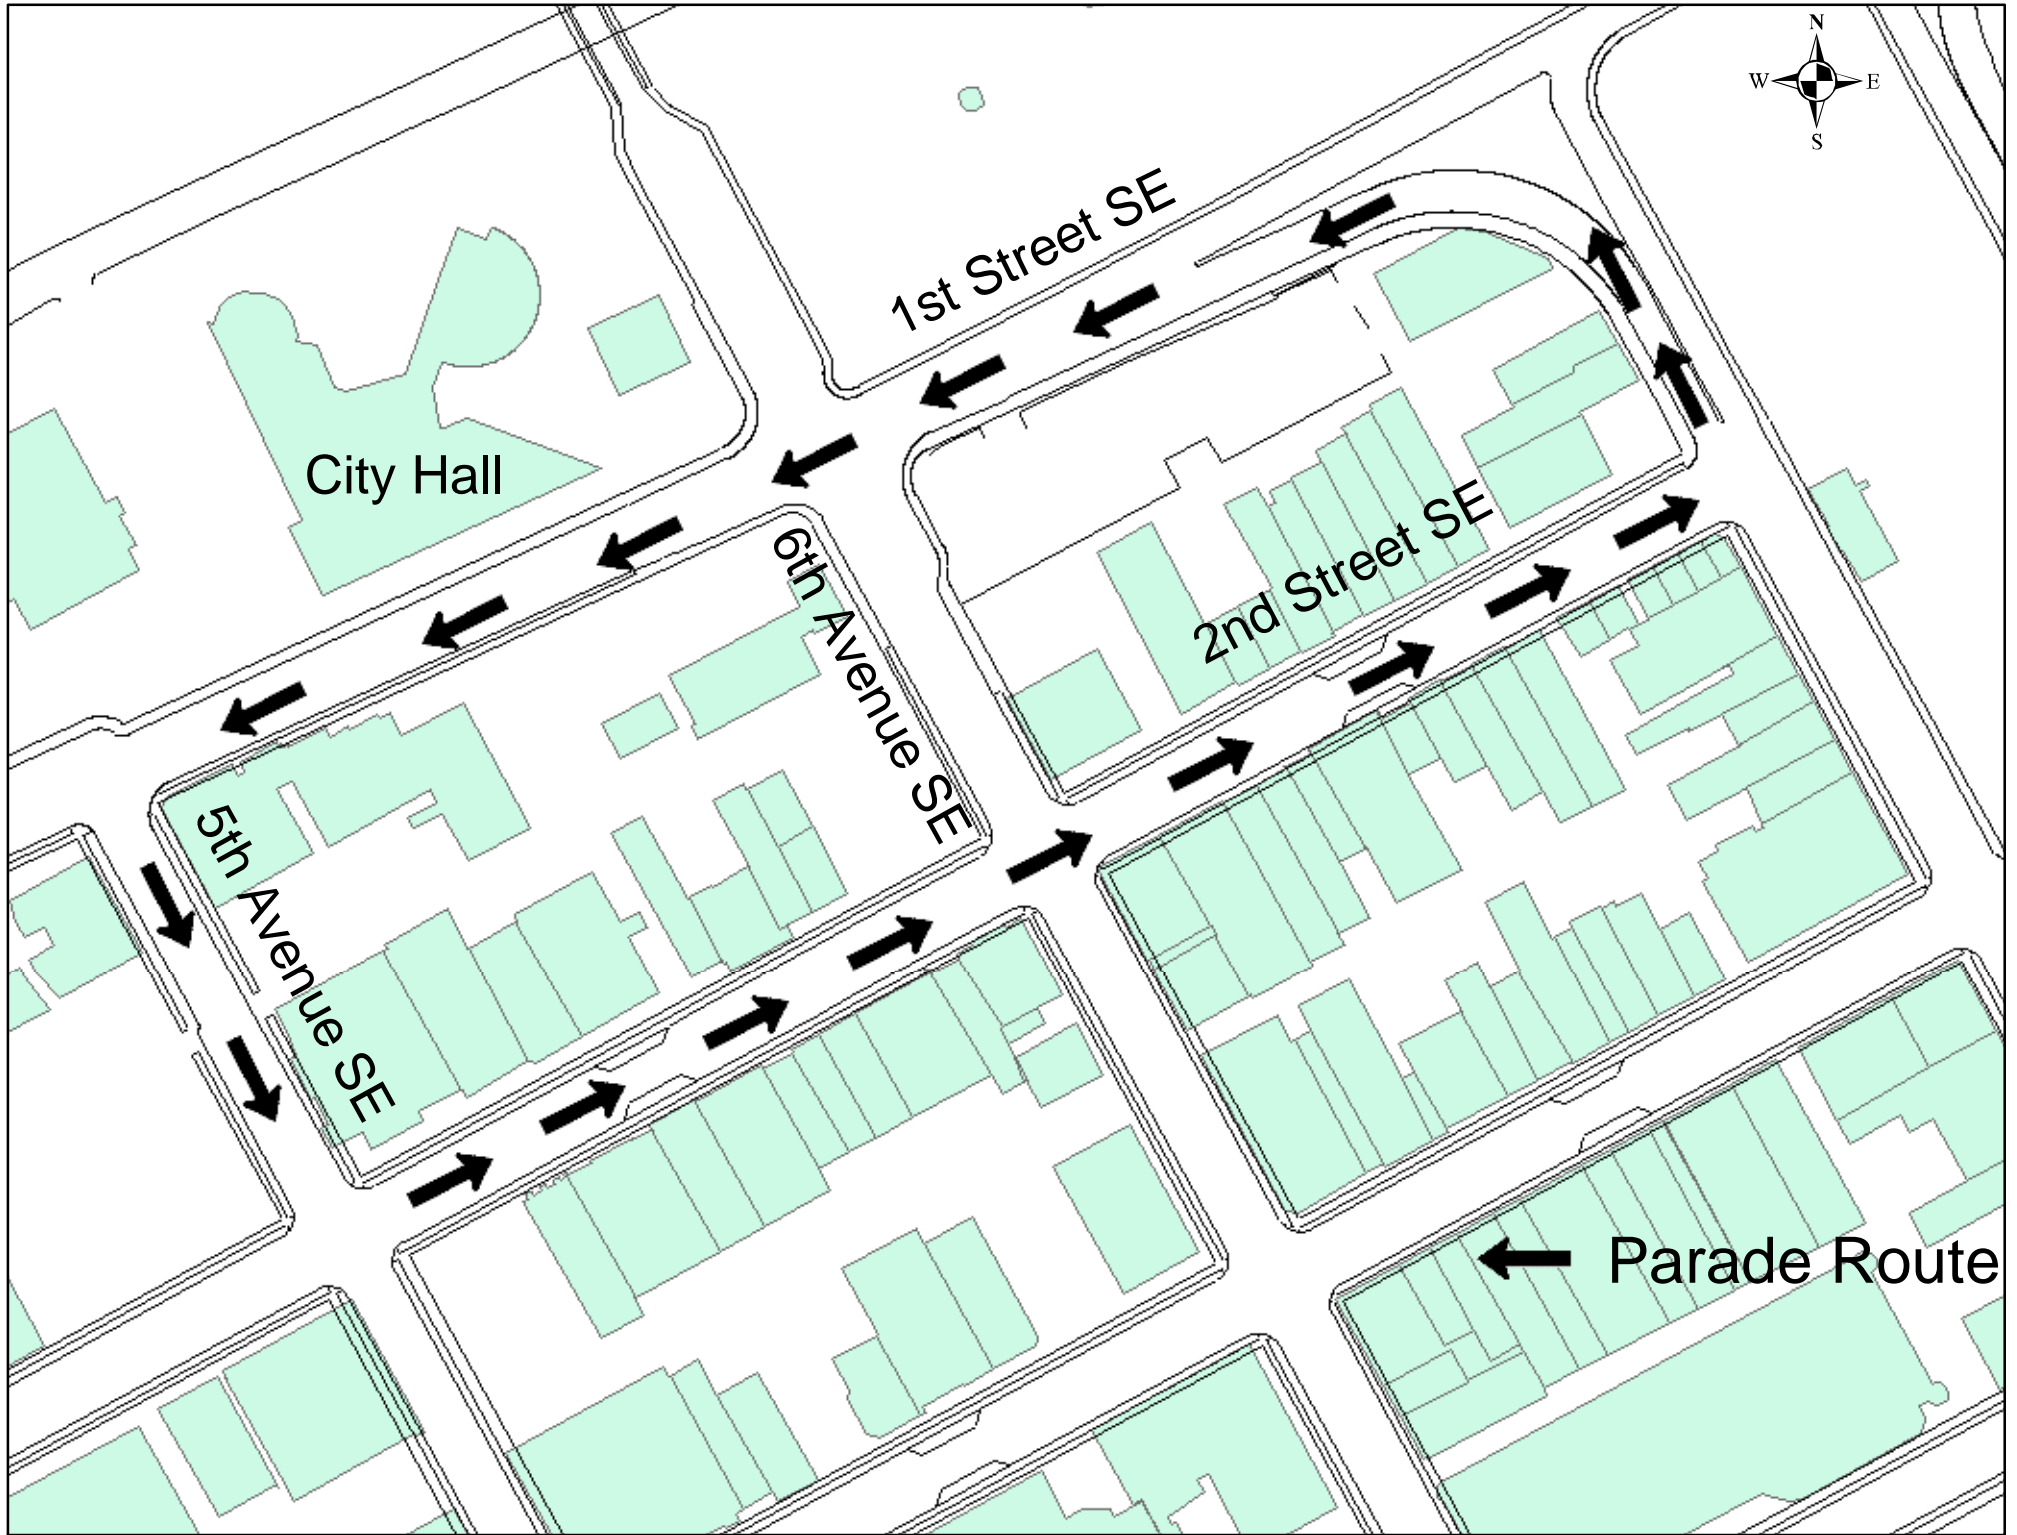 N
W E
S
1st Street SE
City Hall
2nd Street SE
6th Avenue SE
5th Avenue SE
Parade Route